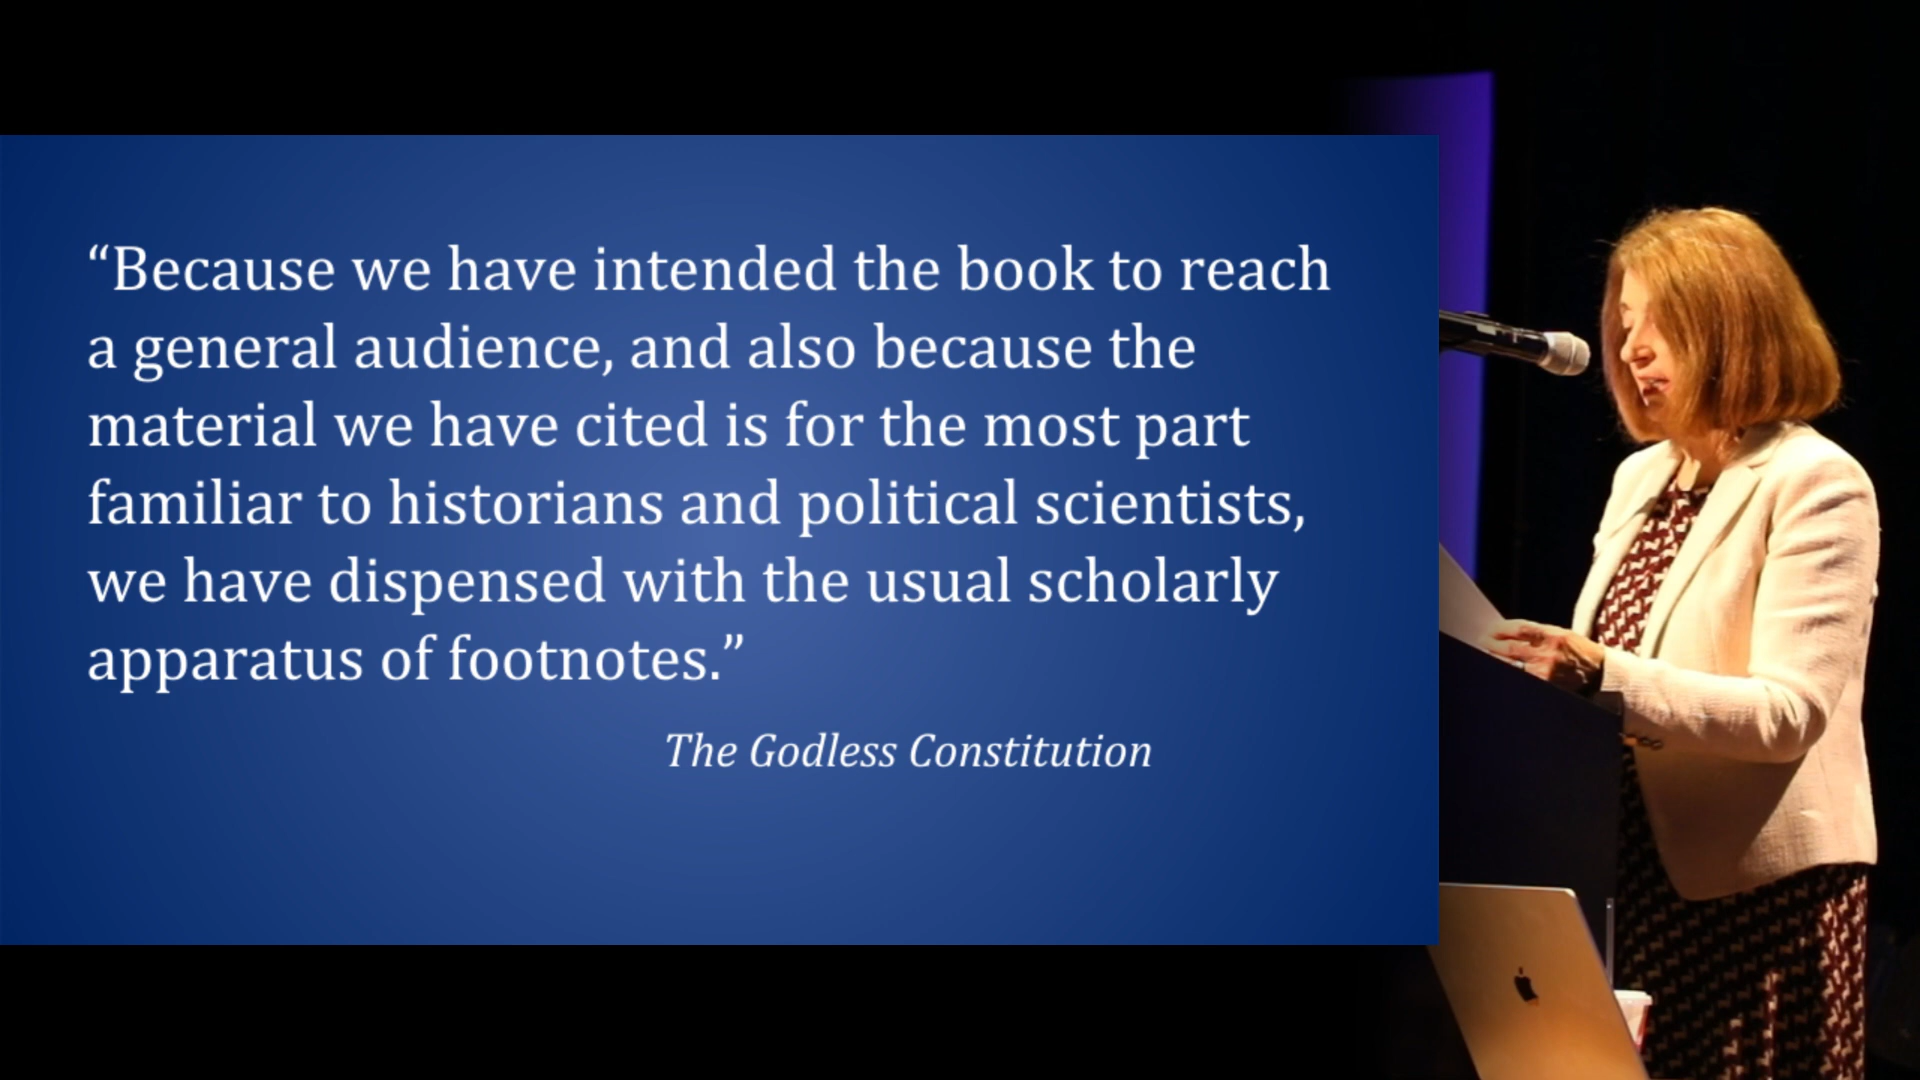 “Because we have intended the book to reach
a general audience, and also because the
material we have cited is for the most part
familiar to historians and political scientists,
we have dispensed with the usual scholarly
apparatus of footnotes.”
The Godless Constitution